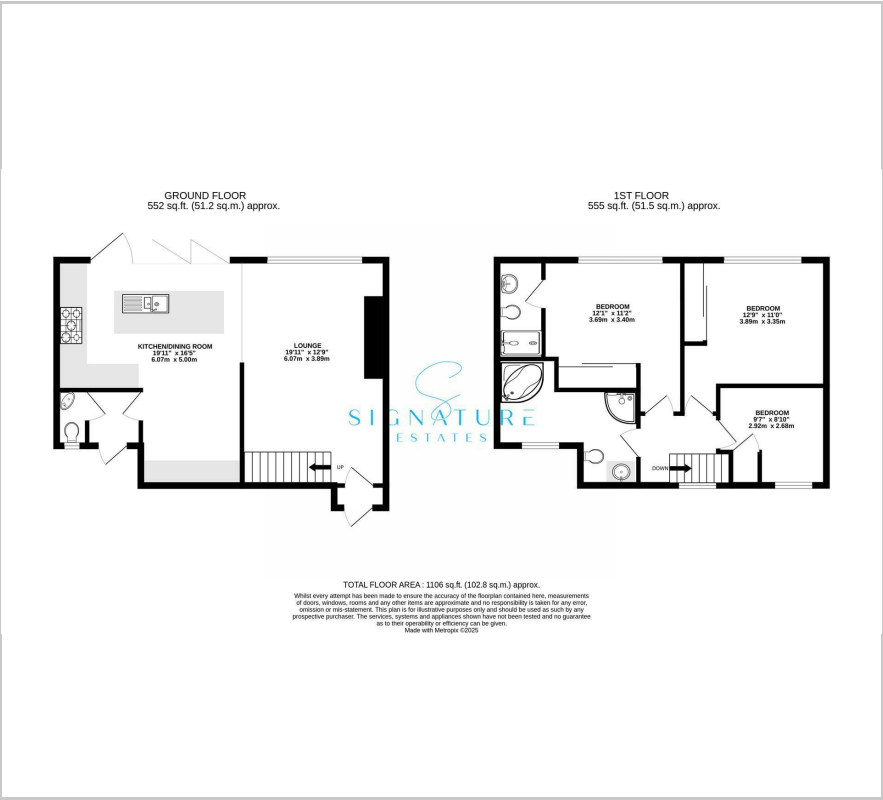 GROUND FLOOR
552 sq.ft. (51.2 sq.m.) approx.
1ST FLOOR
555 sq.ft. (51.5 sq.m.) approx.
KITCHEN/DINING ROOM
19'11" x 16'5"
6.07m x 5.00m
LOUNGE
19'11" x 12'9"
6.07m x 3.89m
UP
BEDROOM
12'1" x 11'2"
3.69m x 3.40m
BEDROOM
12'9" x 11'0"
3.89m x 3.35m
BEDROOM
9'7" x 8'10"
2.92m x 2.68m
DOWN
SIGNATURE
ESTATES
TOTAL FLOOR AREA : 1106 sq.ft. (102.8 sq.m.) approx.
Whilst every attempt has been made to ensure the accuracy of the floorplan contained here, measurements
of doors, windows, rooms and any other items are approximate and no responsibility is taken for any error,
omission or mis-statement. This plan is for illustrative purposes only and should be used as such by any
prospective purchaser. The services, systems and appliances shown have not been tested and no guarantee
as to their operability or efficiency can be given.
Made with Metropix ©2025